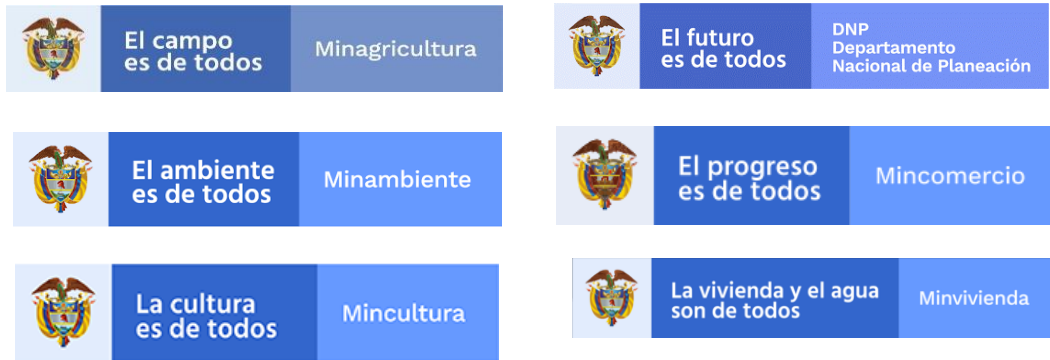 El campo
es de todos
Minagricultura
El futuro
es de todos
DNP
Departamento
Nacional de Planeación
El ambiente
es de todos
Minambiente
El progreso
es de todos
Mincomercio
La cultura
es de todos
Mincultura
La vivienda y el agua
son de todos
Minvivienda